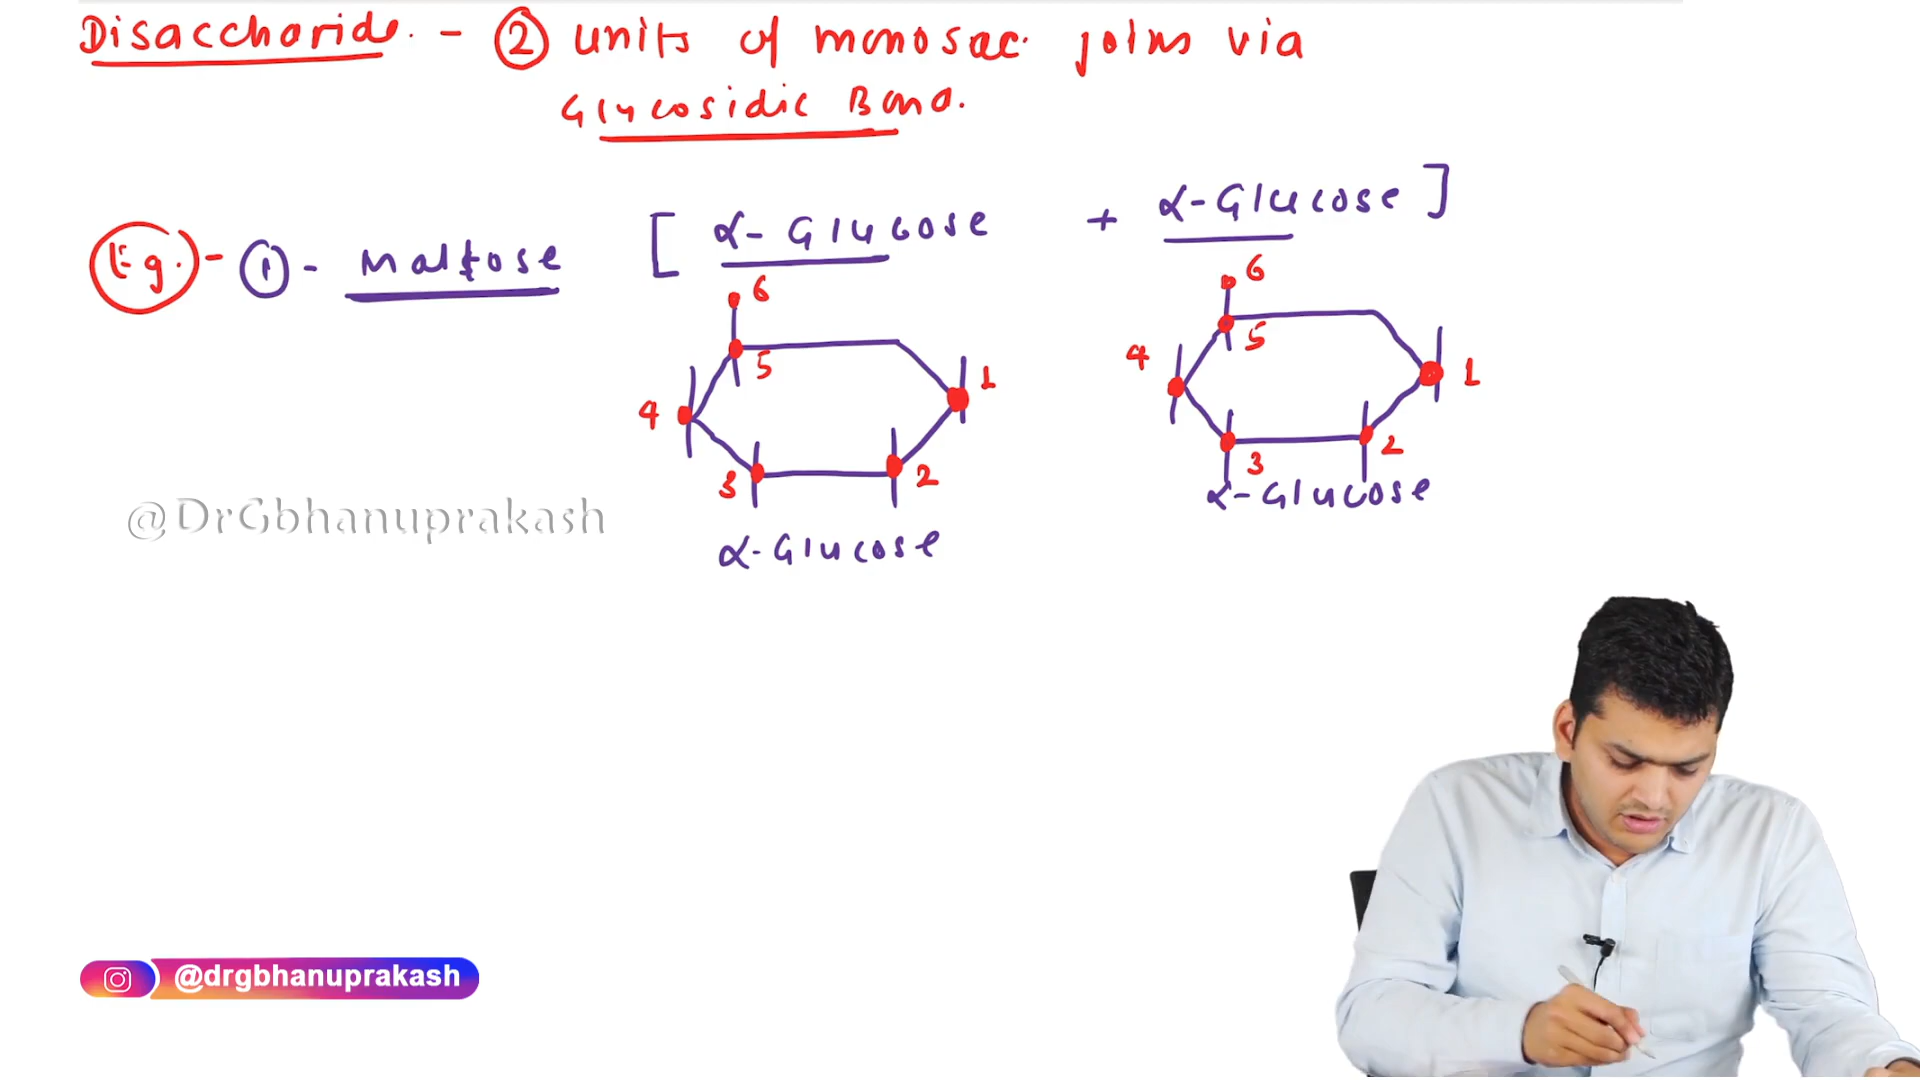 Disaccharide. - ② units of monosac. joins via
Glycosidic Bond.
Eg. - ① - Maltose [ α-Glucose + α-Glucose ]
6 6
5 5
4 1 4 1
3 2 3 2
α-Glucose α-Glucose
@DrGbhanuprakash
@drgbhanuprakash